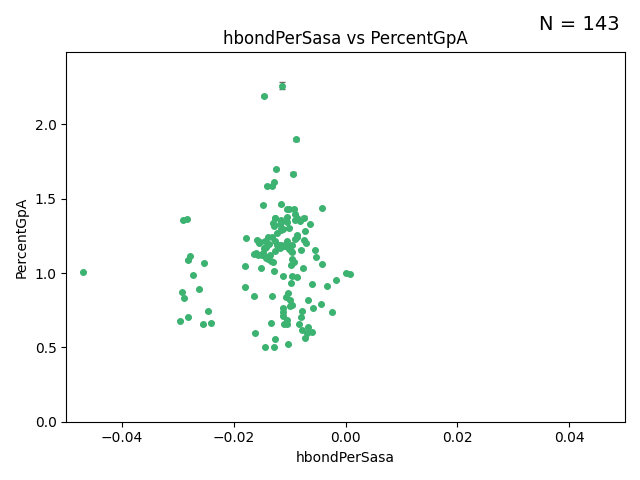 N = 143
hbondPerSasa vs PercentGpA
PercentGpA
2.0
1.5
1.0
0.5
0.0
−0.04 −0.02 0.00 0.02 0.04
hbondPerSasa